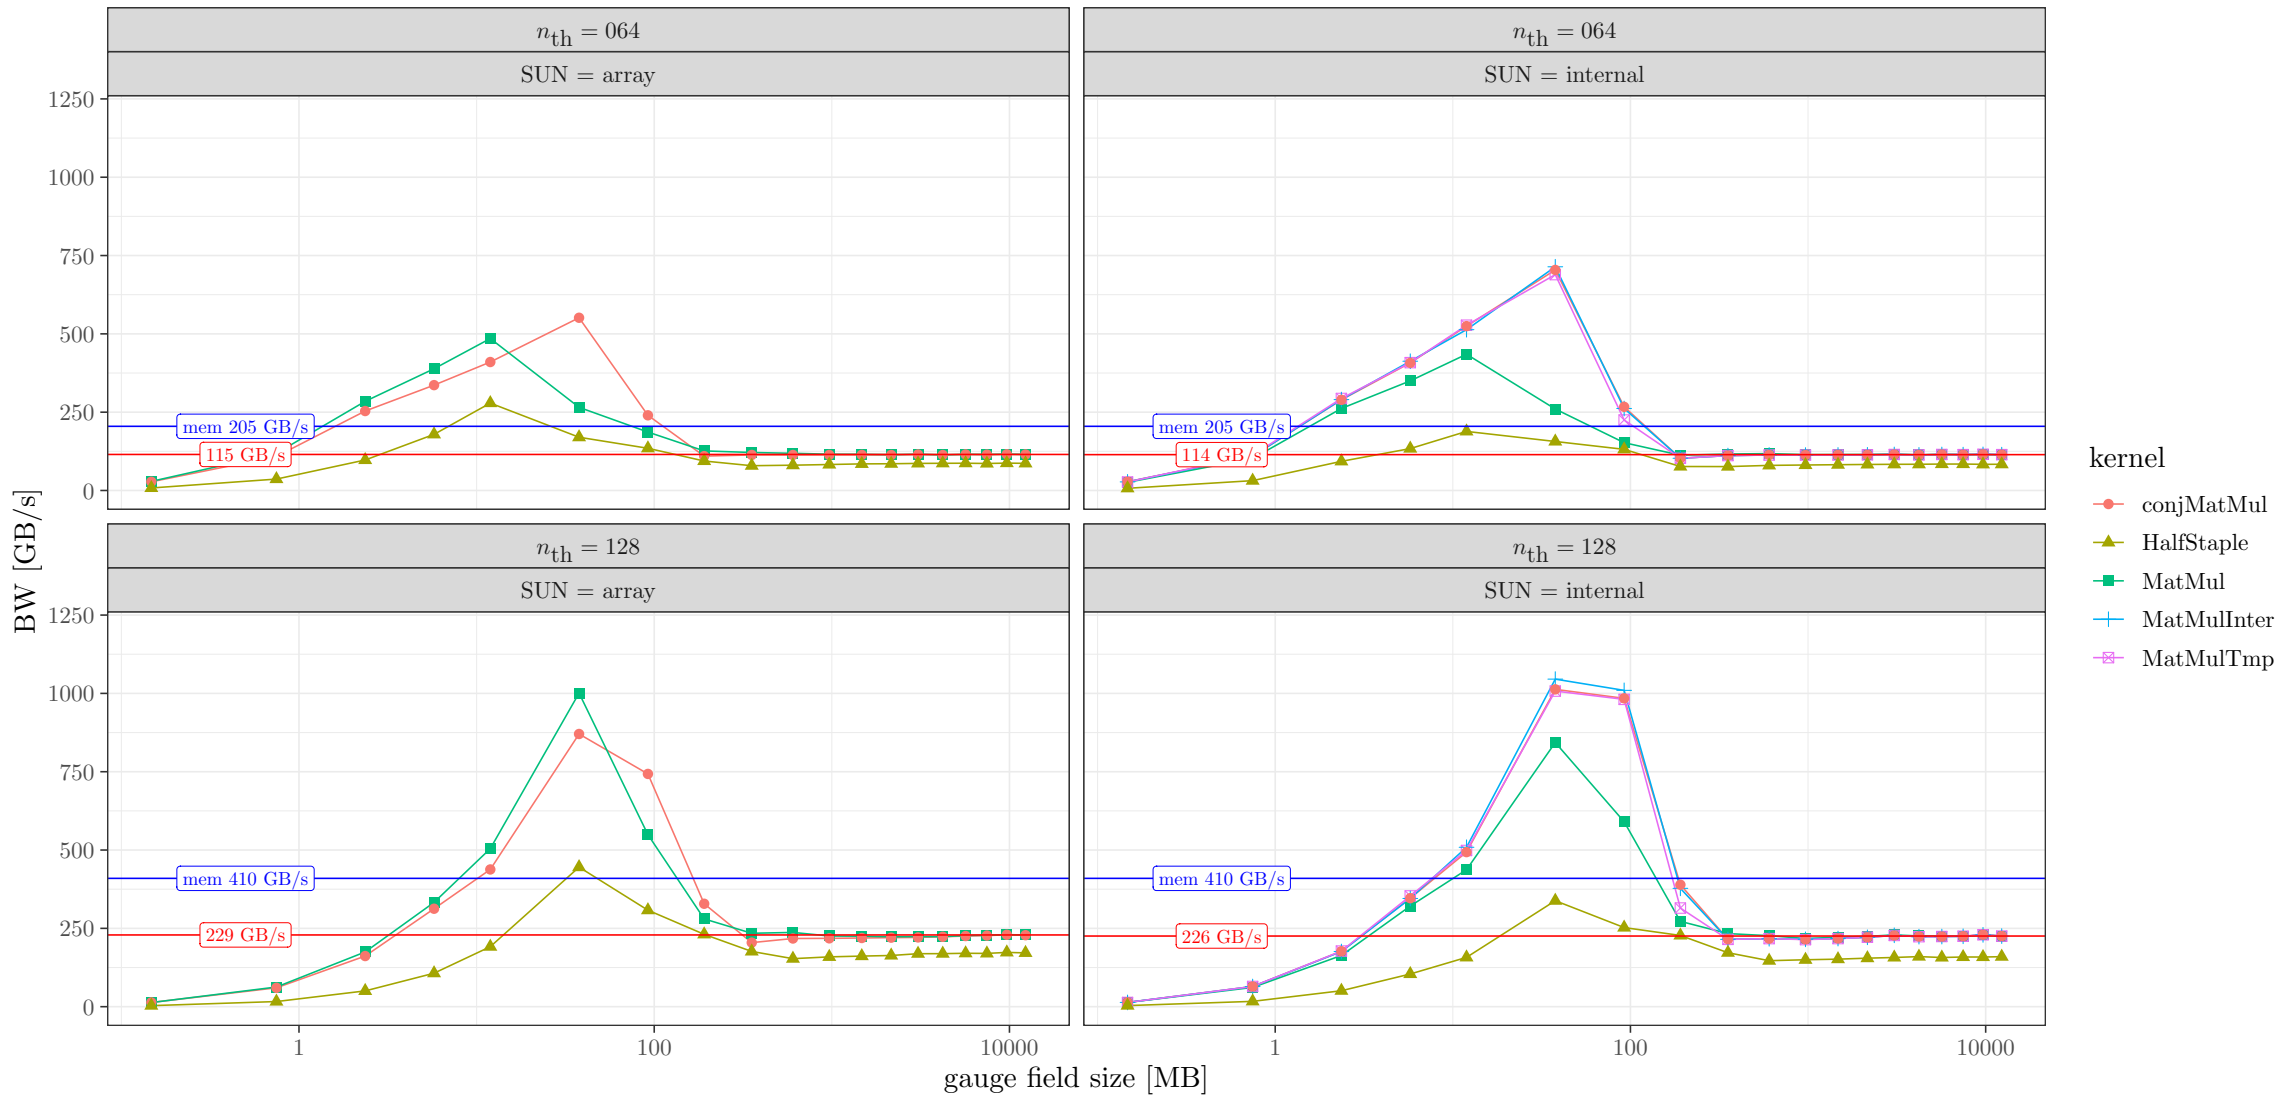 n_th = 064
n_th = 064
SUN = array
SUN = internal
1250
1000
750
500
250
0
mem 205 GB/s
115 GB/s
mem 205 GB/s
114 GB/s
n_th = 128
n_th = 128
SUN = array
SUN = internal
1250
1000
750
500
250
0
mem 410 GB/s
229 GB/s
mem 410 GB/s
226 GB/s
BW [GB/s]
1
100
10000
1
100
10000
gauge field size [MB]
kernel
conjMatMul
HalfStaple
MatMul
MatMulInter
MatMulTmp